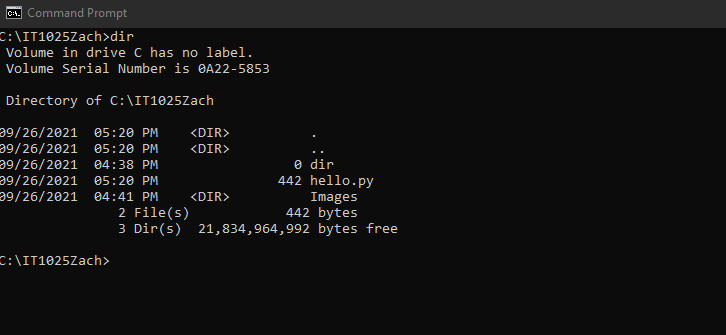 Command Prompt
C:\IT1025Zach>dir
 Volume in drive C has no label.
 Volume Serial Number is 0A22-5853

 Directory of C:\IT1025Zach

09/26/2021  05:20 PM    <DIR>          .
09/26/2021  05:20 PM    <DIR>          ..
09/26/2021  04:38 PM                 0 dir
09/26/2021  05:20 PM               442 hello.py
09/26/2021  04:41 PM    <DIR>          Images
               2 File(s)            442 bytes
               3 Dir(s)  21,834,964,992 bytes free

C:\IT1025Zach>